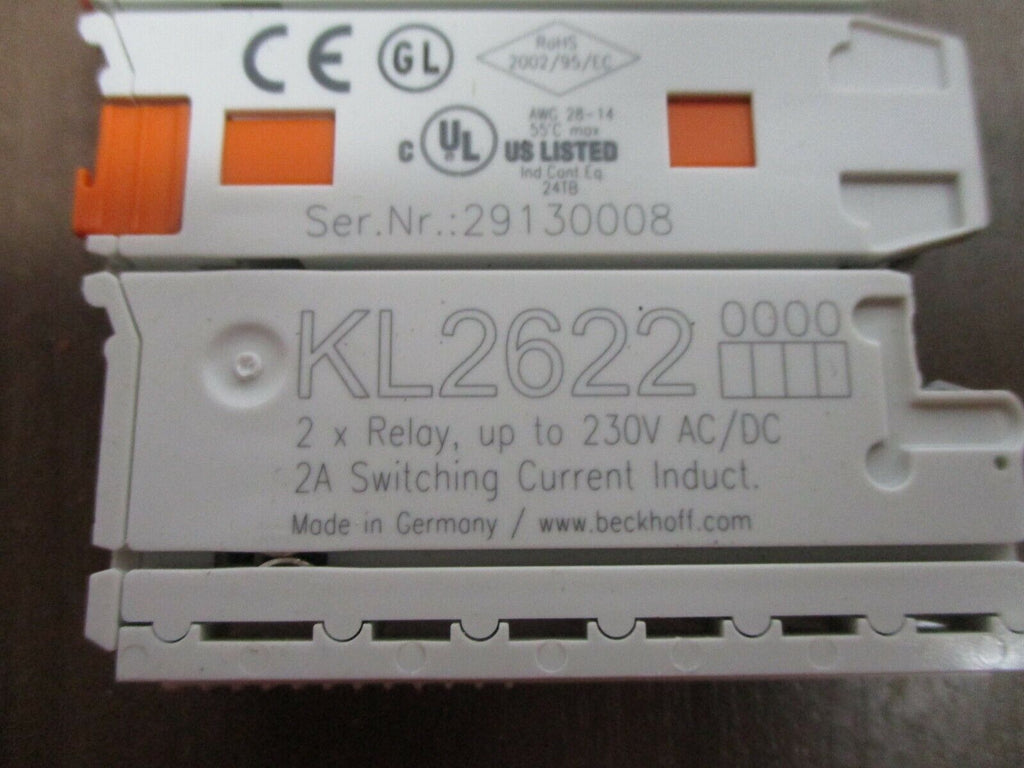 CE GL RoHS
2002/95/EC
AWG 28-14
55°C max
C UL US LISTED
Ind.Cont.Eq.
24TB
Ser.Nr.:29130008
KL2622 0000
2 x Relay, up to 230V AC/DC
2A Switching Current Induct.
Made in Germany / www.beckhoff.com